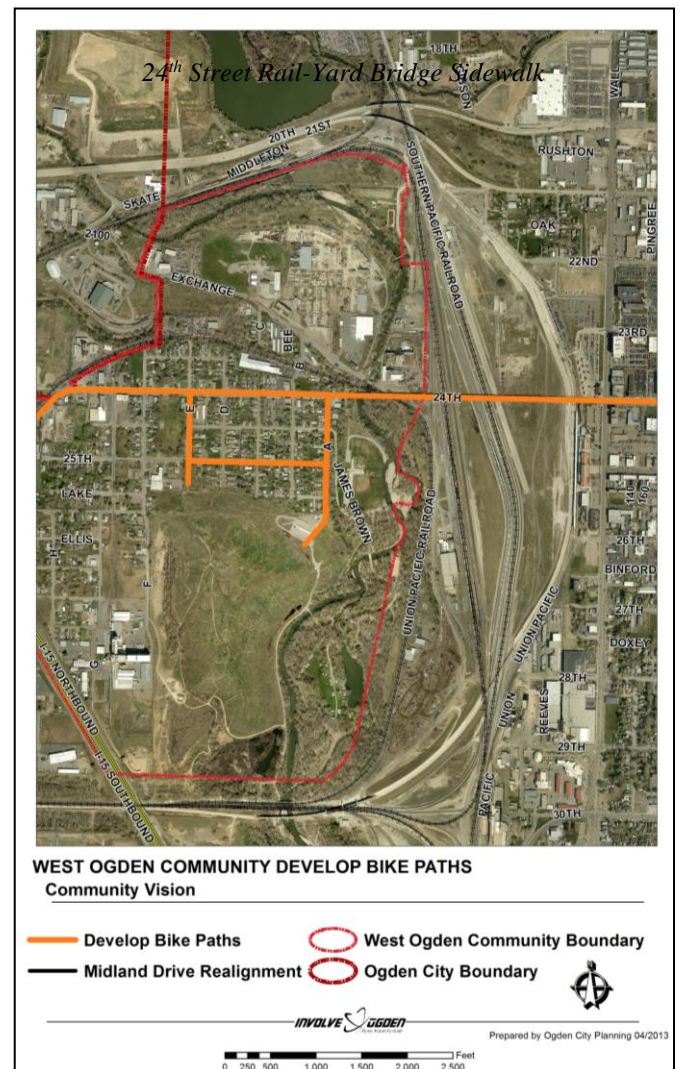 18TH
24th Street Rail-Yard Bridge Sidewalk
WALL
20TH 21ST
MIDDLETON
RUSHTON
SKATE
SOUTHERN PACIFIC RAILROAD
2100
OAK
PINGREE
22ND
EXCHANGE
C
BEE
B
23RD
24TH
E
D
A
25TH
JAMES BROWN
LAKE
140
160
ELLIS
H
26TH
UNION PACIFIC RAILROAD
BINFORD
F
27TH
UNION PACIFIC
DOXEY
G
28TH
I-15 NORTHBOUND
UNION
REEVES
29TH
I-15 SOUTHBOUND
PACIFIC
30TH
WEST OGDEN COMMUNITY DEVELOP BIKE PATHS
Community Vision
Develop Bike Paths
West Ogden Community Boundary
Midland Drive Realignment
Ogden City Boundary
INVOLVE OGDEN
Prepared by Ogden City Planning 04/2013
Feet
0 250 500 1,000 1,500 2,000 2,500